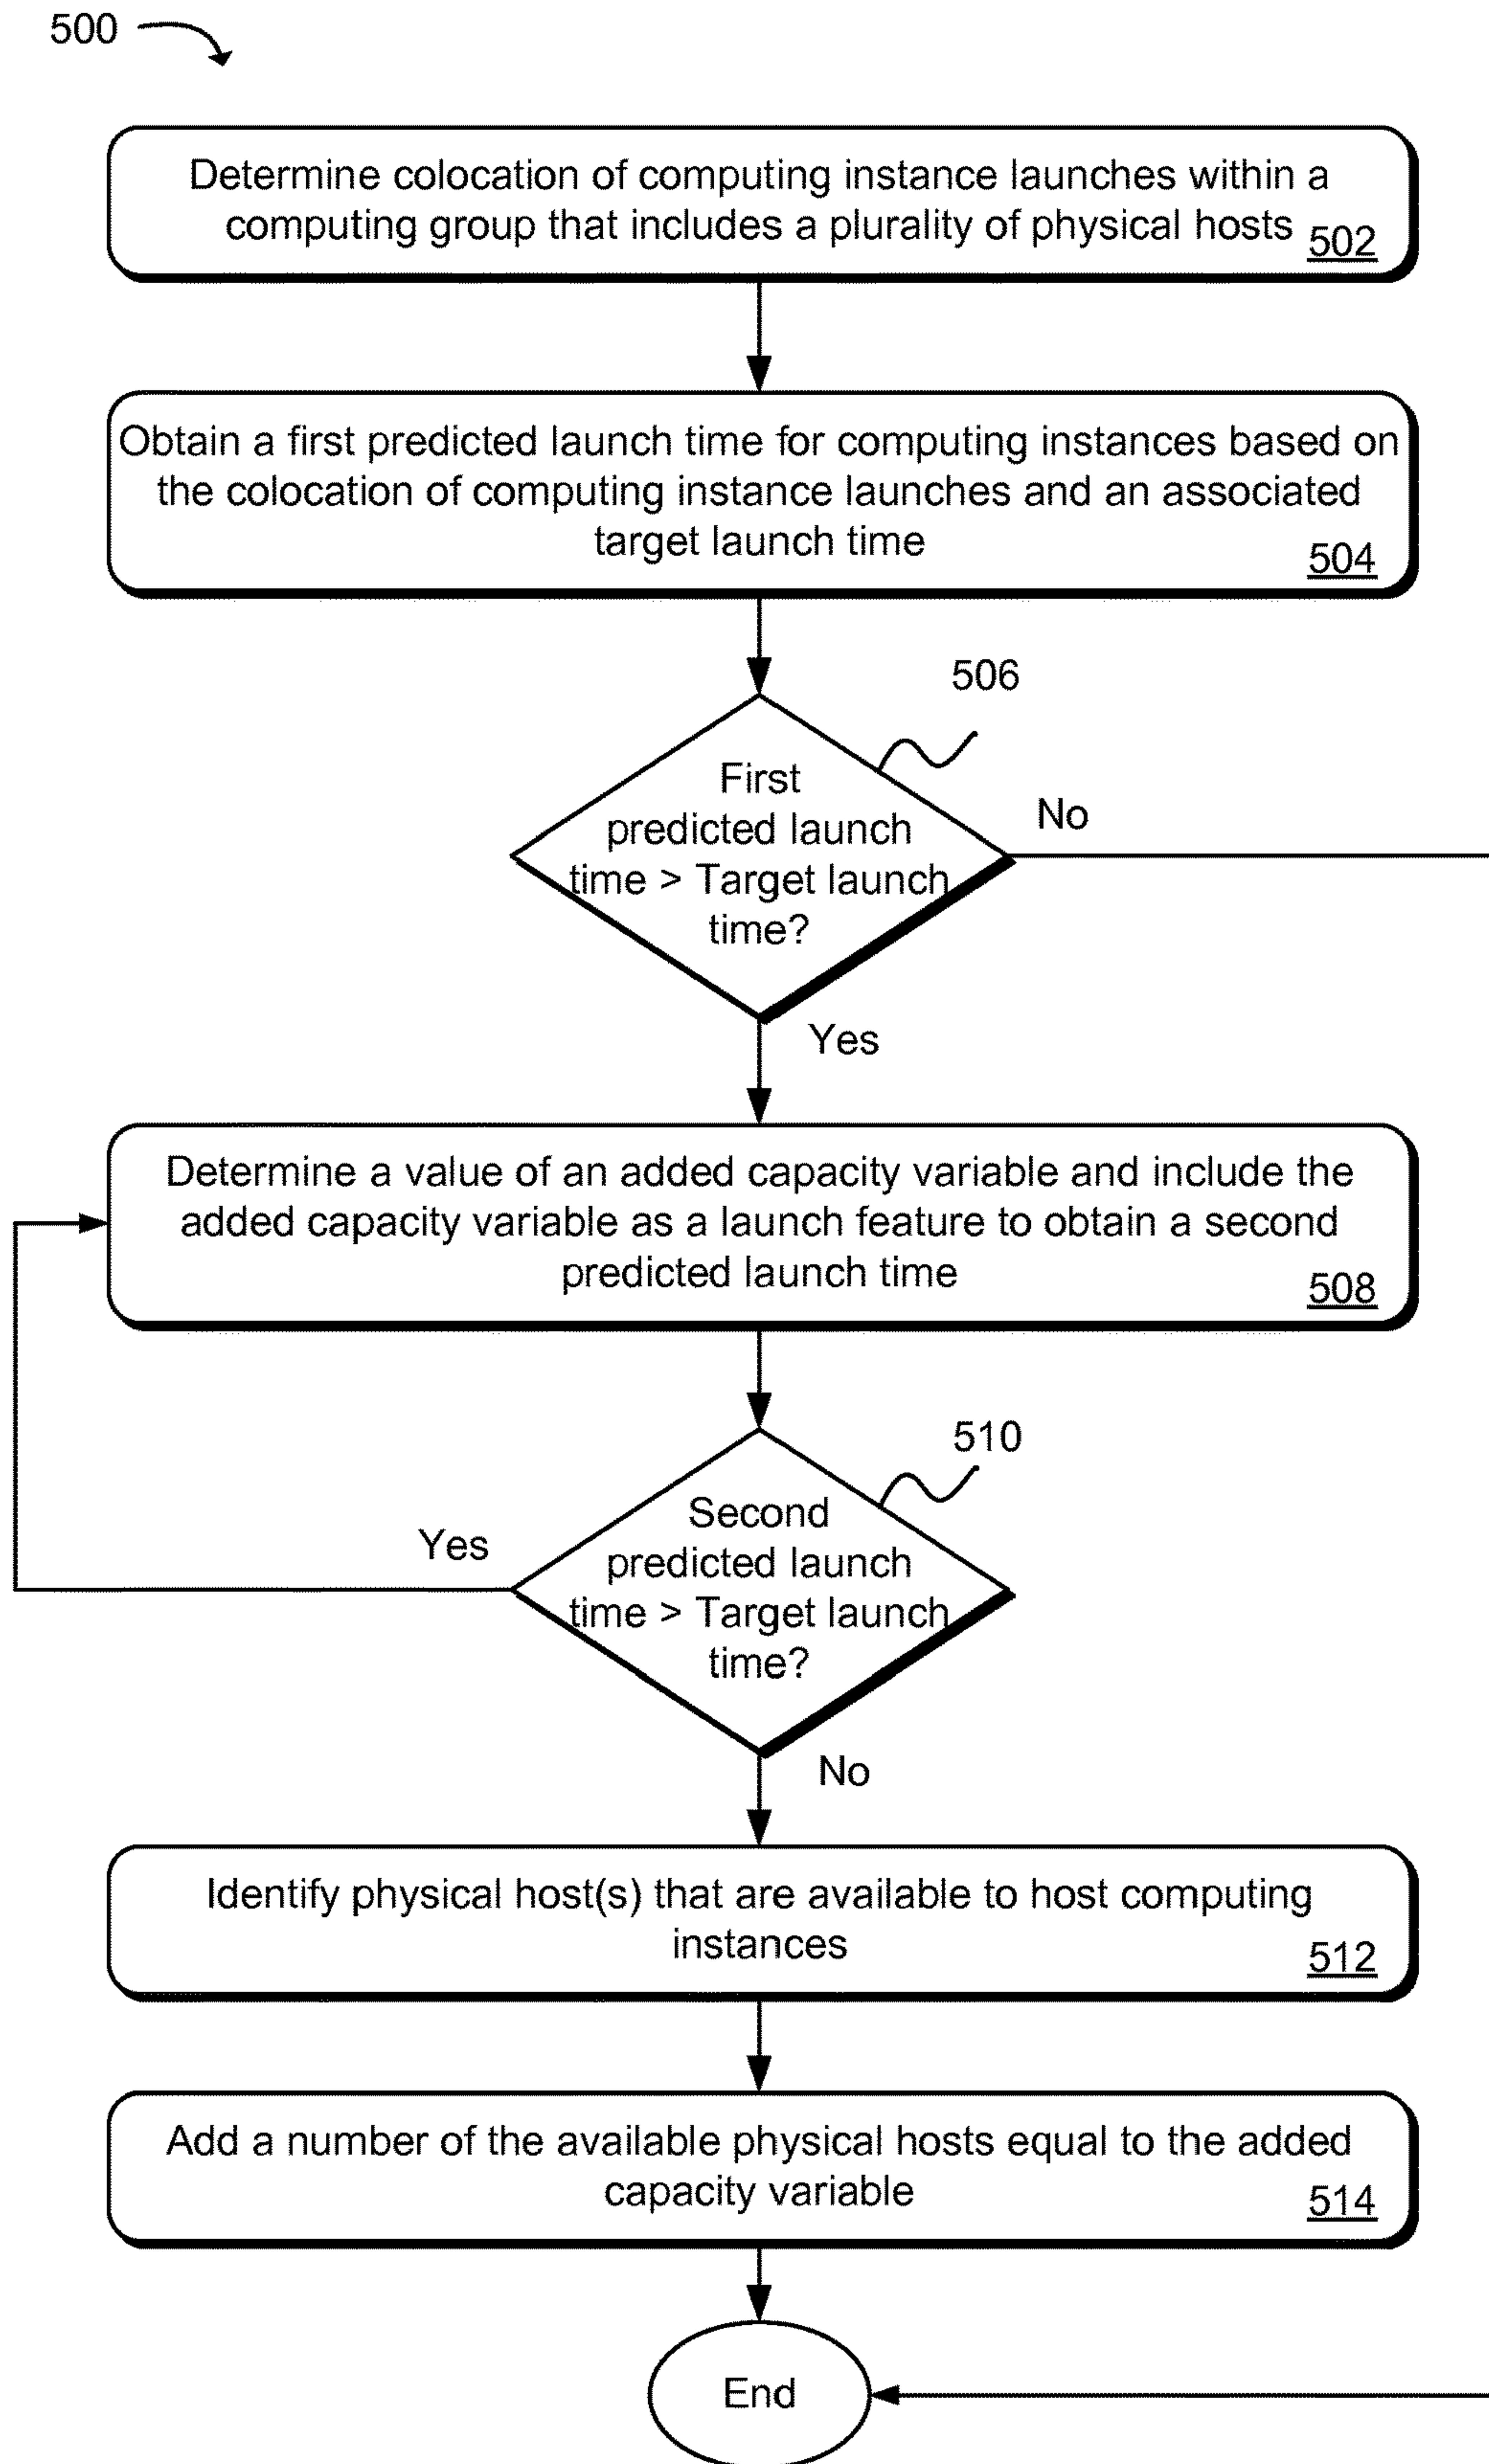 500
Determine colocation of computing instance launches within a
computing group that includes a plurality of physical hosts
502
Obtain a first predicted launch time for computing instances based on
the colocation of computing instance launches and an associated
target launch time
504
506
First
predicted launch
time > Target launch
time?
No
Yes
Determine a value of an added capacity variable and include the
added capacity variable as a launch feature to obtain a second
predicted launch time
508
510
Second
predicted launch
time > Target launch
time?
Yes
No
Identify physical host(s) that are available to host computing
instances
512
Add a number of the available physical hosts equal to the added
capacity variable
514
End